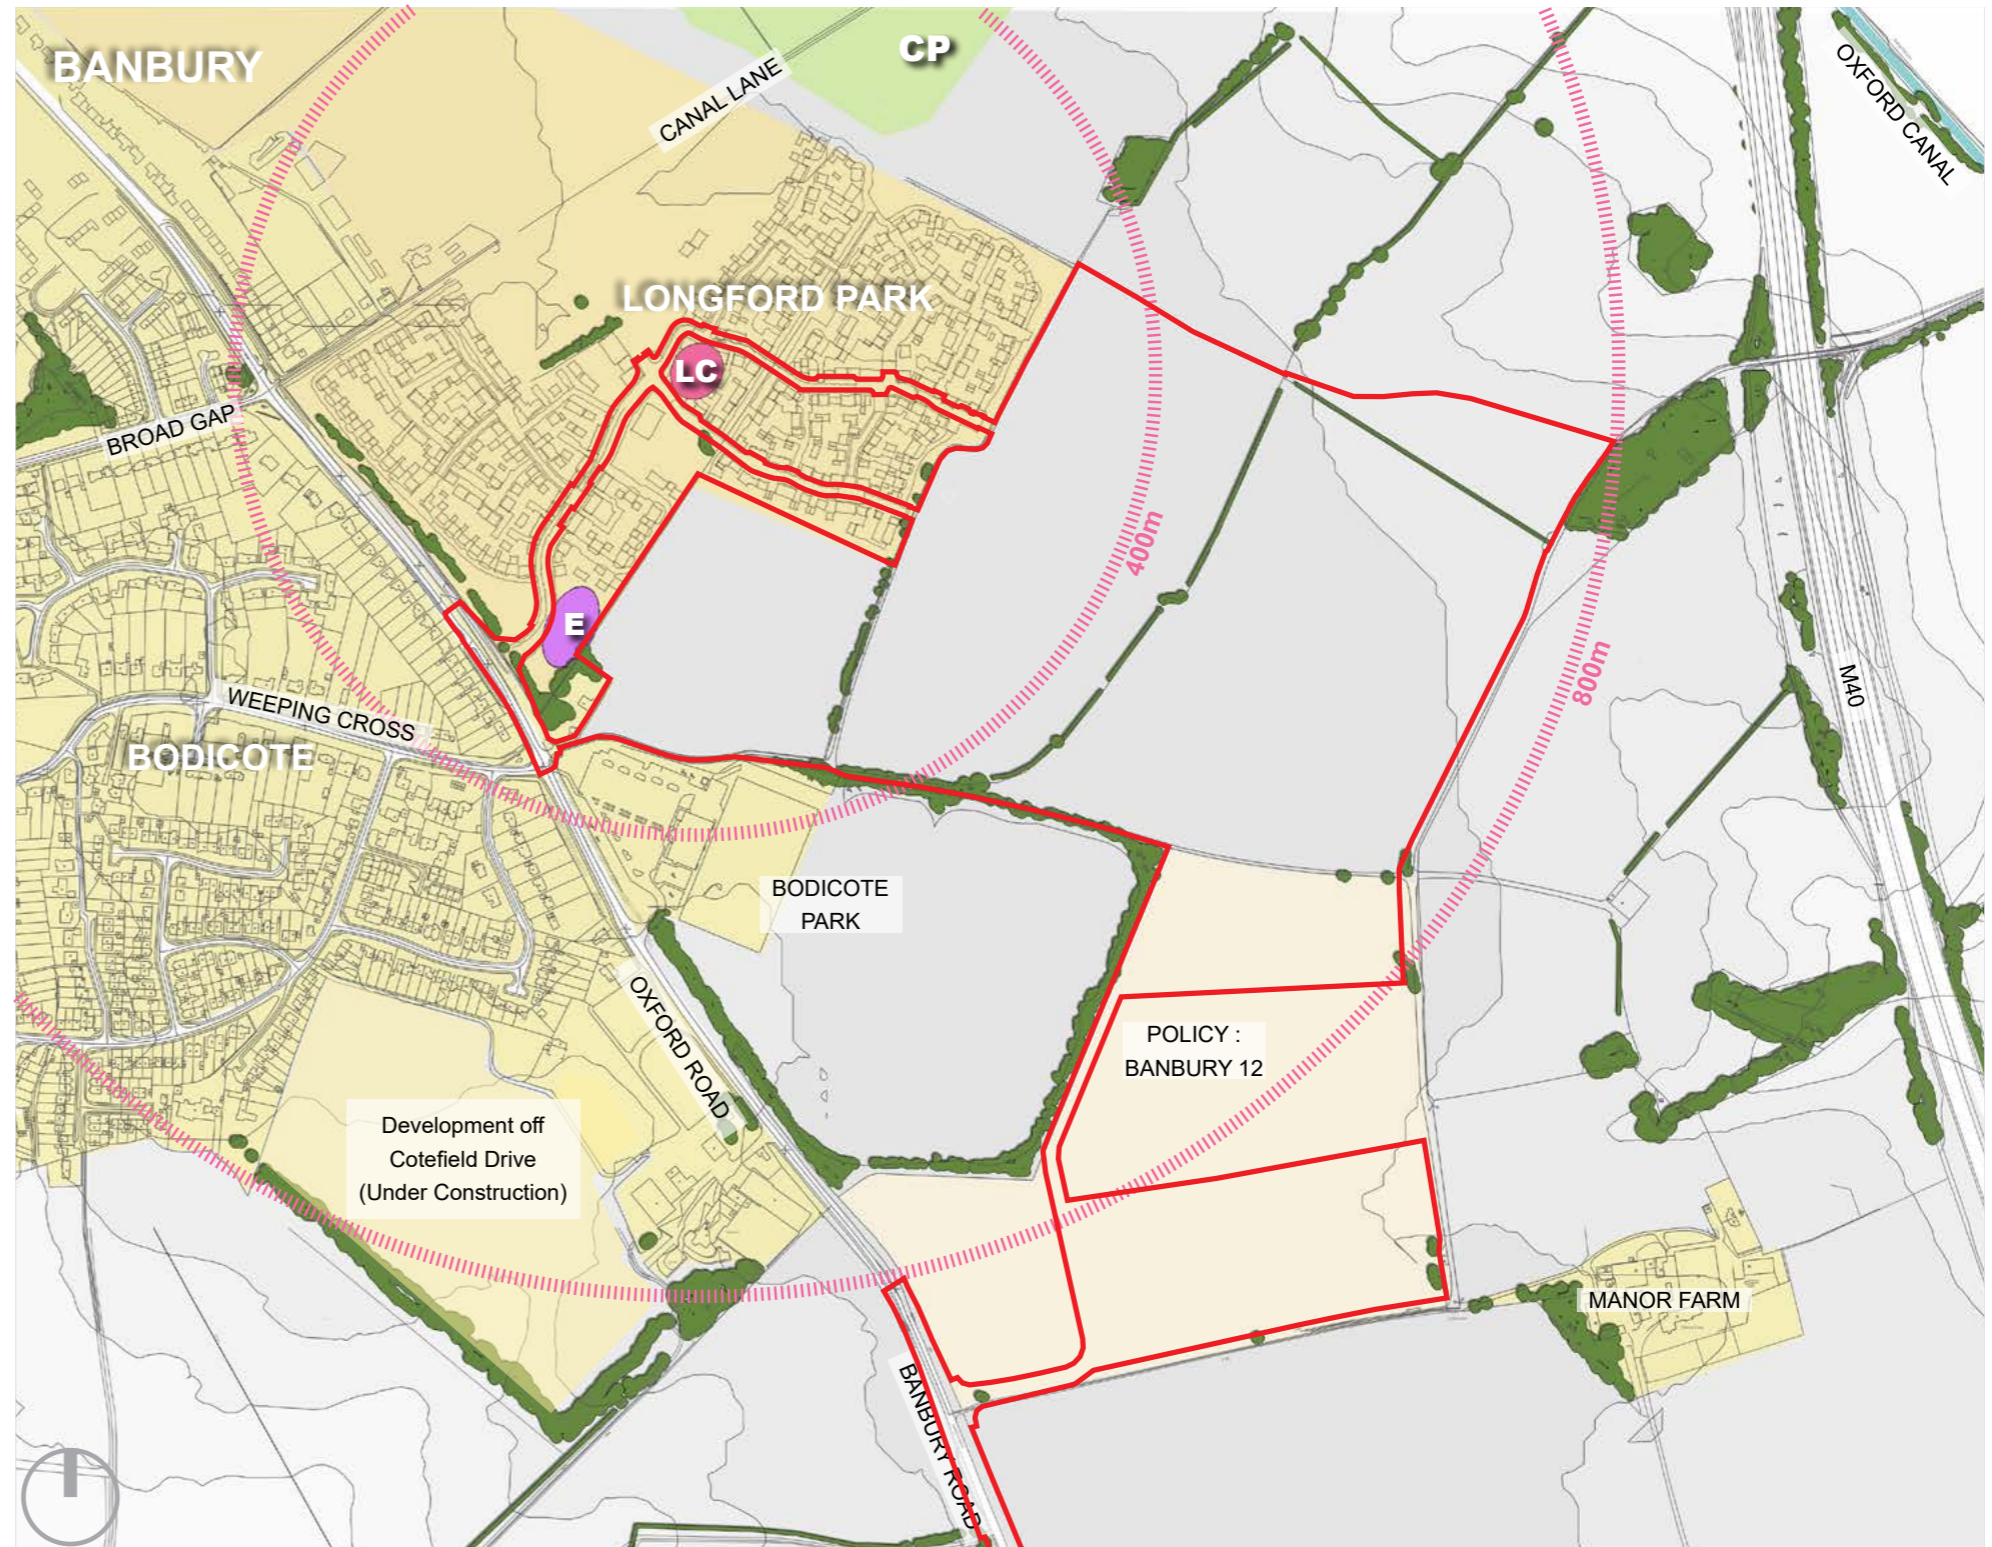 BANBURY
CP
CANAL LANE
OXFORD CANAL
LONGFORD PARK
LC
BROAD GAP
400m
E
800m
M40
WEEPING CROSS
BODICOTE
BODICOTE
PARK
OXFORD ROAD
POLICY :
BANBURY 12
Development off
Cotefield Drive
(Under Construction)
MANOR FARM
BANBURY ROAD